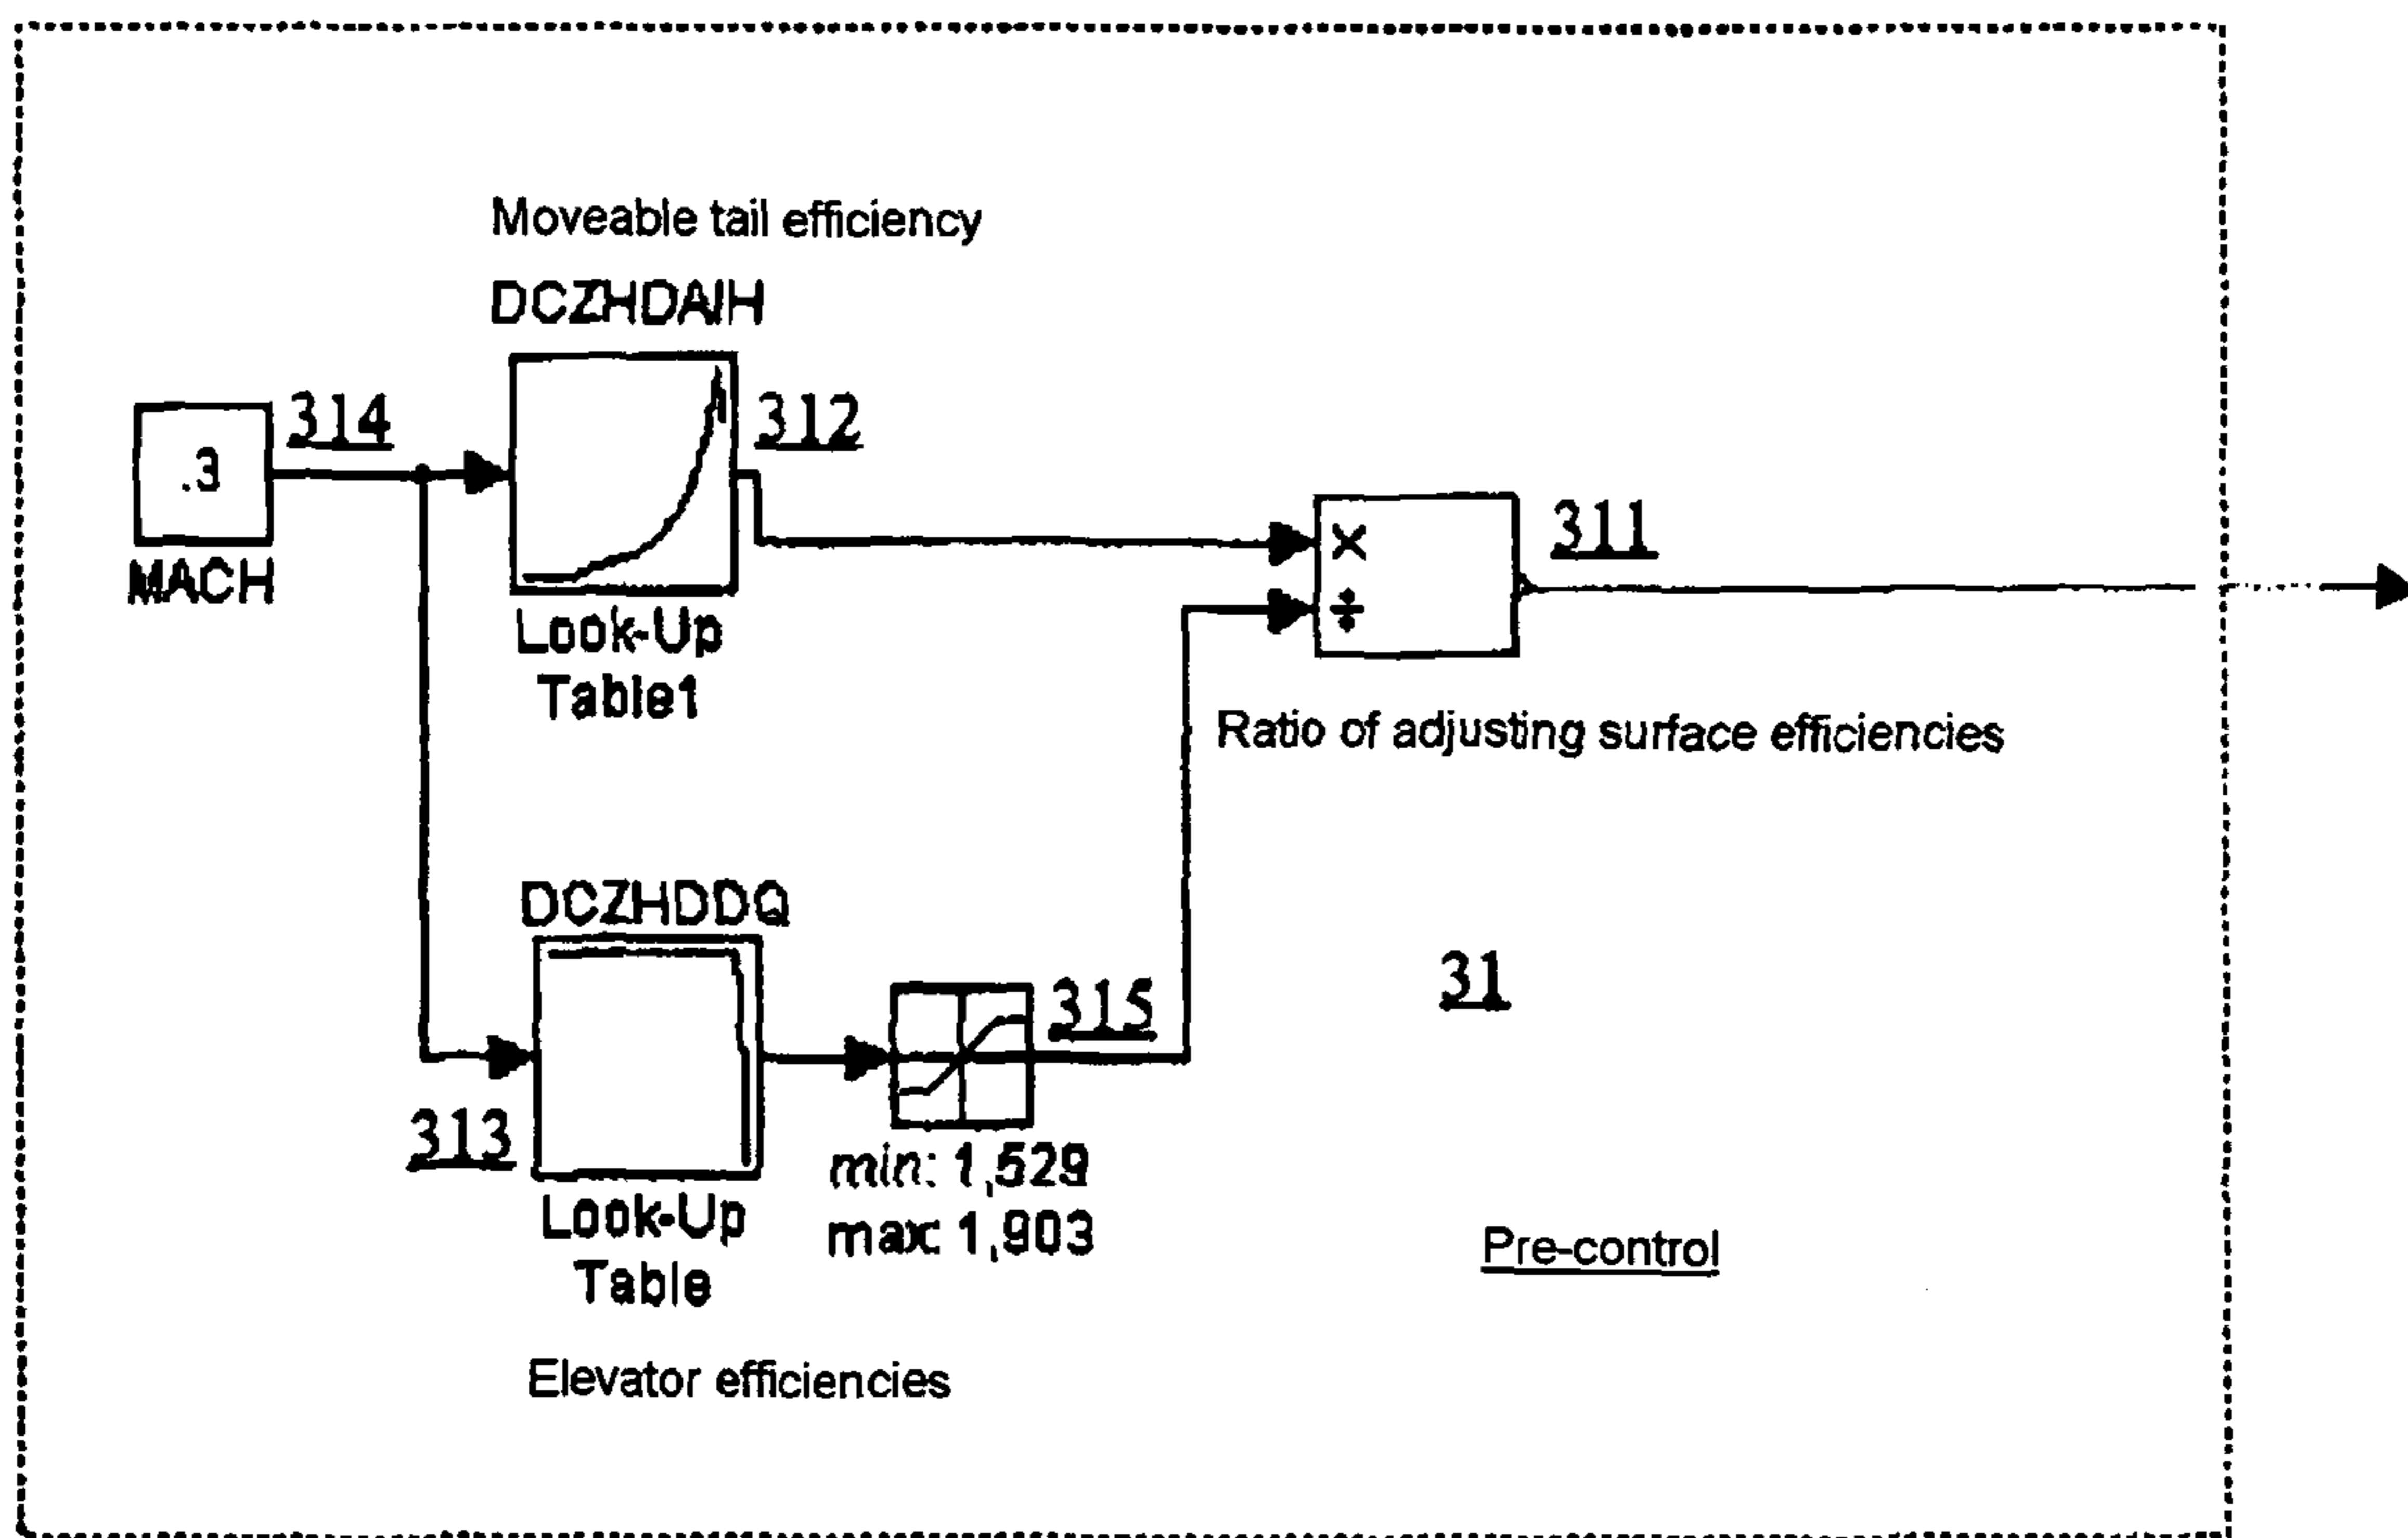 Moveable tail efficiency
DCZHDAIH
.3
314
MACH
312
Look-Up
Table1
×
÷
311
Ratio of adjusting surface efficiencies
DCZHDDQ
313
Look-Up
Table
315
min: 1,529
max: 1,903
31
Pre-control
Elevator efficiencies